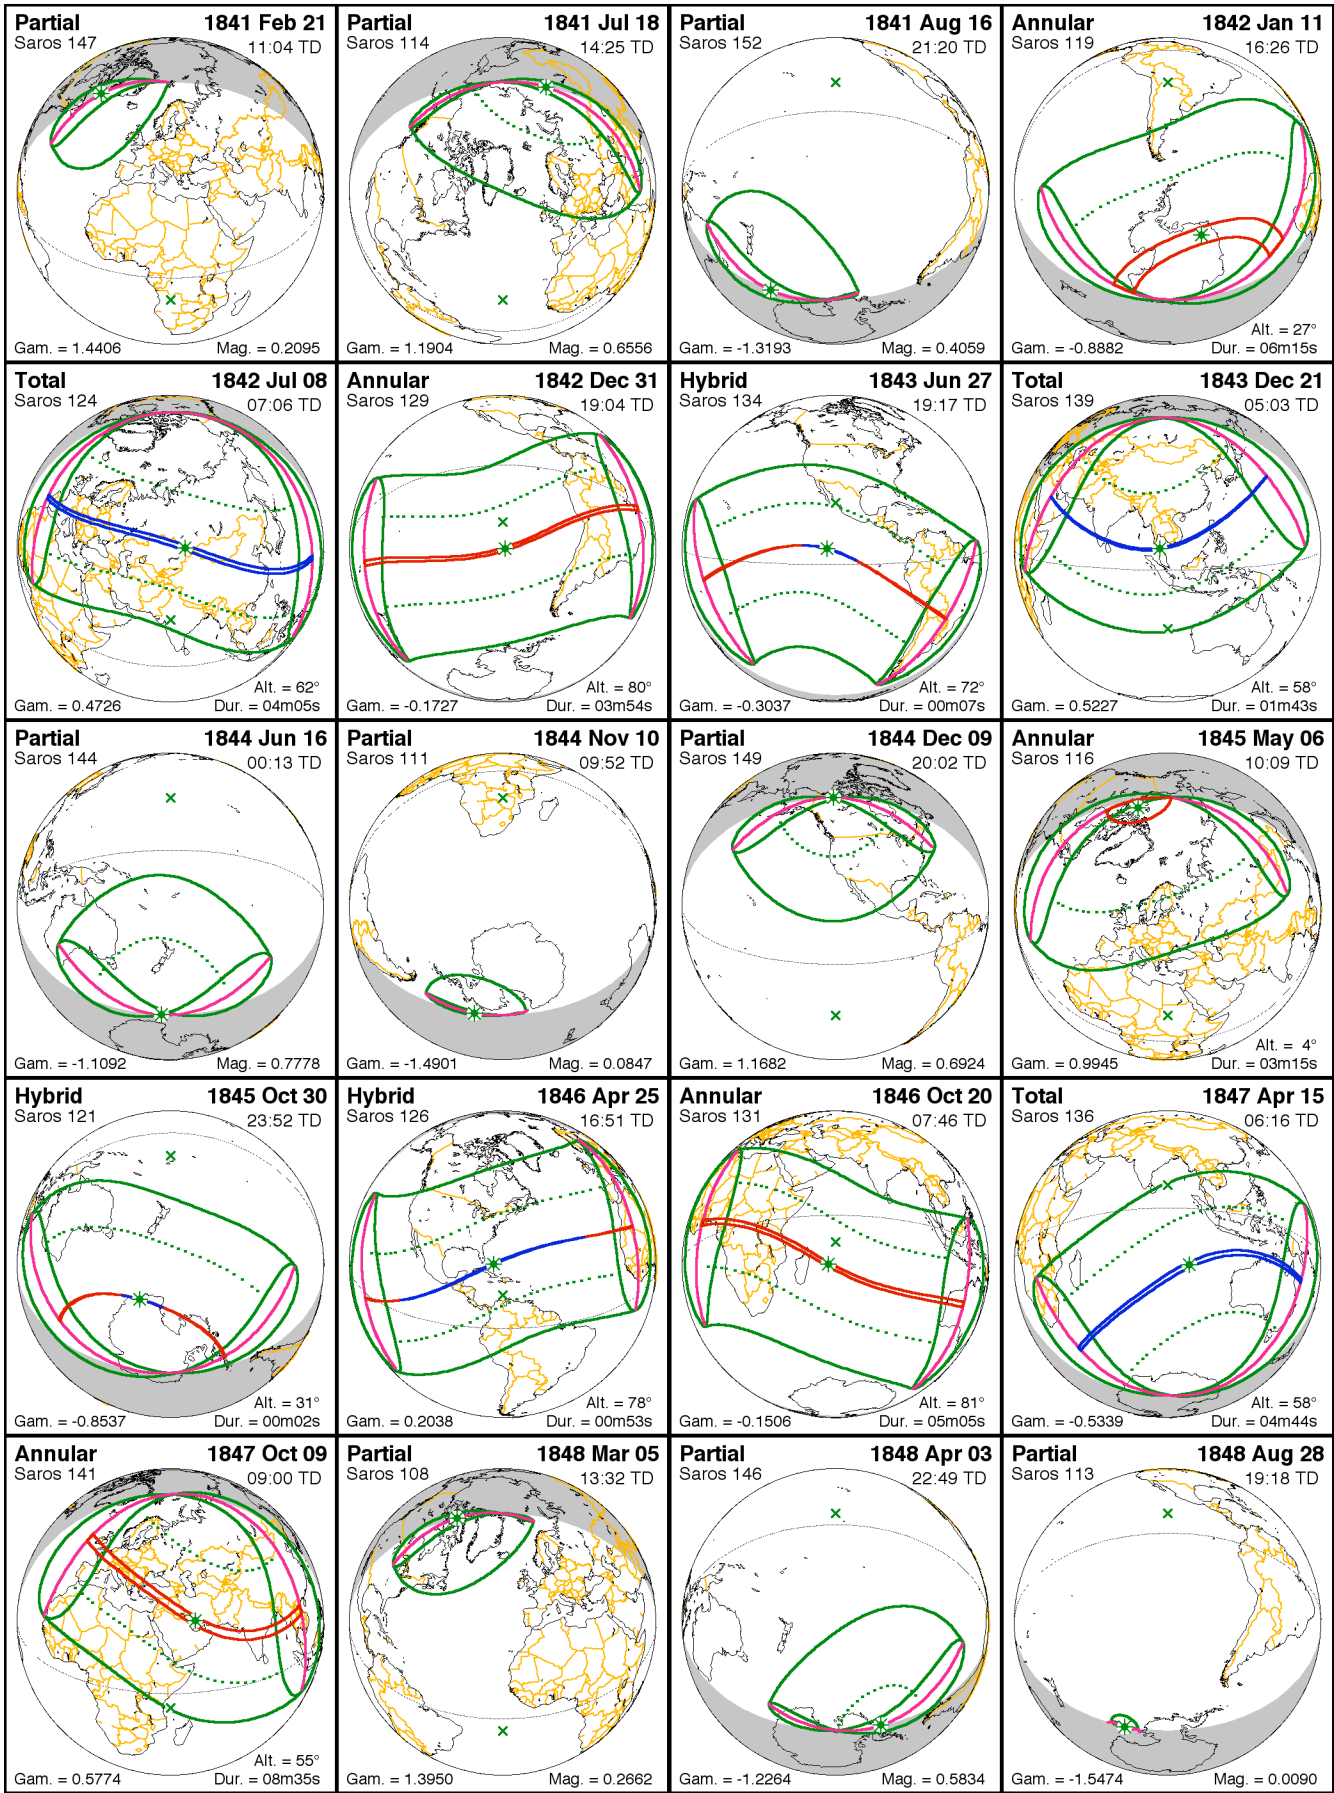 Partial 1841 Feb 21
Saros 147 11:04 TD
Gam. = 1.4406 Mag. = 0.2095
Partial 1841 Jul 18
Saros 114 14:25 TD
Gam. = 1.1904 Mag. = 0.6556
Partial 1841 Aug 16
Saros 152 21:20 TD
Gam. = -1.3193 Mag. = 0.4059
Annular 1842 Jan 11
Saros 119 16:26 TD
Alt. = 27°
Gam. = -0.8882 Dur. = 06m15s
Total 1842 Jul 08
Saros 124 07:06 TD
Alt. = 62°
Gam. = 0.4726 Dur. = 04m05s
Annular 1842 Dec 31
Saros 129 19:04 TD
Alt. = 80°
Gam. = -0.1727 Dur. = 03m54s
Hybrid 1843 Jun 27
Saros 134 19:17 TD
Alt. = 72°
Gam. = -0.3037 Dur. = 00m07s
Total 1843 Dec 21
Saros 139 05:03 TD
Alt. = 58°
Gam. = 0.5227 Dur. = 01m43s
Partial 1844 Jun 16
Saros 144 00:13 TD
Gam. = -1.1092 Mag. = 0.7778
Partial 1844 Nov 10
Saros 111 09:52 TD
Gam. = -1.4901 Mag. = 0.0847
Partial 1844 Dec 09
Saros 149 20:02 TD
Gam. = 1.1682 Mag. = 0.6924
Annular 1845 May 06
Saros 116 10:09 TD
Alt. = 4°
Gam. = 0.9945 Dur. = 03m15s
Hybrid 1845 Oct 30
Saros 121 23:52 TD
Alt. = 31°
Gam. = -0.8537 Dur. = 00m02s
Hybrid 1846 Apr 25
Saros 126 16:51 TD
Alt. = 78°
Gam. = 0.2038 Dur. = 00m53s
Annular 1846 Oct 20
Saros 131 07:46 TD
Alt. = 81°
Gam. = -0.1506 Dur. = 05m05s
Total 1847 Apr 15
Saros 136 06:16 TD
Alt. = 58°
Gam. = -0.5339 Dur. = 04m44s
Annular 1847 Oct 09
Saros 141 09:00 TD
Alt. = 55°
Gam. = 0.5774 Dur. = 08m35s
Partial 1848 Mar 05
Saros 108 13:32 TD
Gam. = 1.3950 Mag. = 0.2662
Partial 1848 Apr 03
Saros 146 22:49 TD
Gam. = -1.2264 Mag. = 0.5834
Partial 1848 Aug 28
Saros 113 19:18 TD
Gam. = -1.5474 Mag. = 0.0090